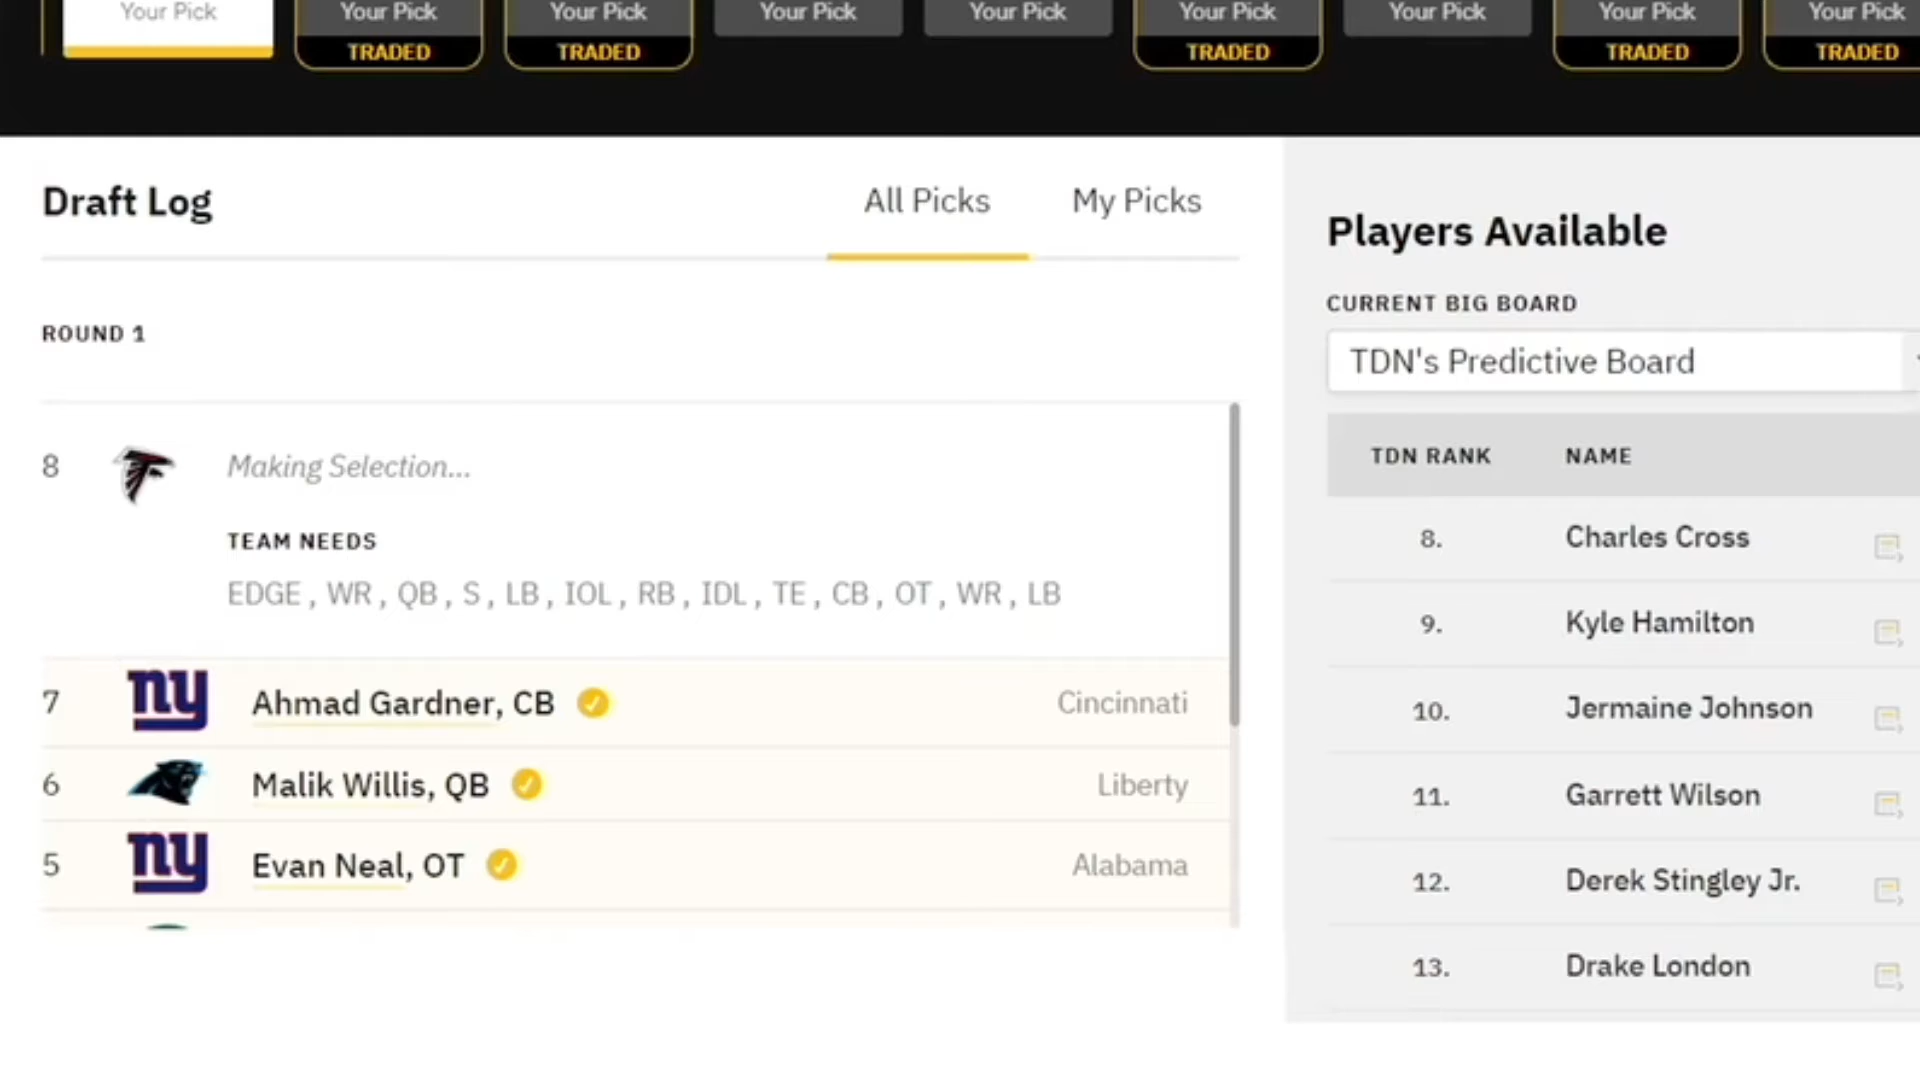 Your Pick Your Pick Your Pick Your Pick Your Pick Your Pick Your Pick Your Pick Your Pick
TRADED TRADED TRADED TRADED TRADED
Draft Log
All Picks My Picks
ROUND 1
8 Making Selection...
TEAM NEEDS
EDGE, WR, QB, S, LB, IOL, RB, IDL, TE, CB, OT, WR, LB
7 ny Ahmad Gardner, CB Cincinnati
6 Malik Willis, QB Liberty
5 ny Evan Neal, OT Alabama
Players Available
CURRENT BIG BOARD
TDN's Predictive Board
TDN RANK NAME
8. Charles Cross
9. Kyle Hamilton
10. Jermaine Johnson
11. Garrett Wilson
12. Derek Stingley Jr.
13. Drake London